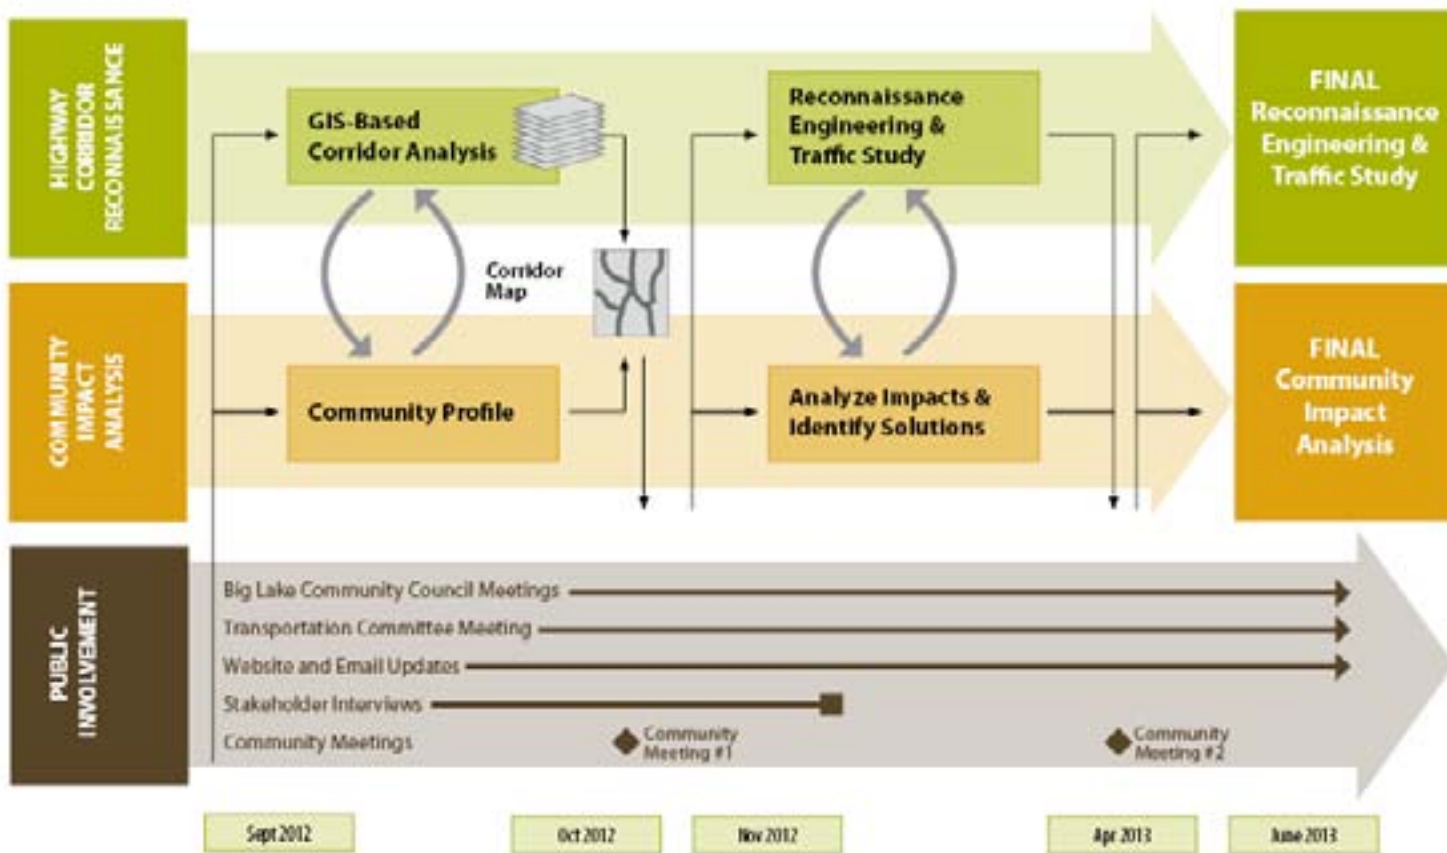 HIGHWAY
CORRIDOR
RECONNAISSANCE
GIS-Based
Corridor Analysis
Reconnaissance
Engineering &
Traffic Study
FINAL
Reconnaissance
Engineering &
Traffic Study
Corridor
Map
COMMUNITY
IMPACT
ANALYSIS
Community Profile
Analyze Impacts &
Identify Solutions
FINAL
Community
Impact
Analysis
PUBLIC
INVOLVEMENT
Big Lake Community Council Meetings
Transportation Committee Meeting
Website and Email Updates
Stakeholder Interviews
Community Meetings
Community
Meeting #1
Community
Meeting #2
Sept 2012
Oct 2012
Nov 2012
Apr 2013
June 2013